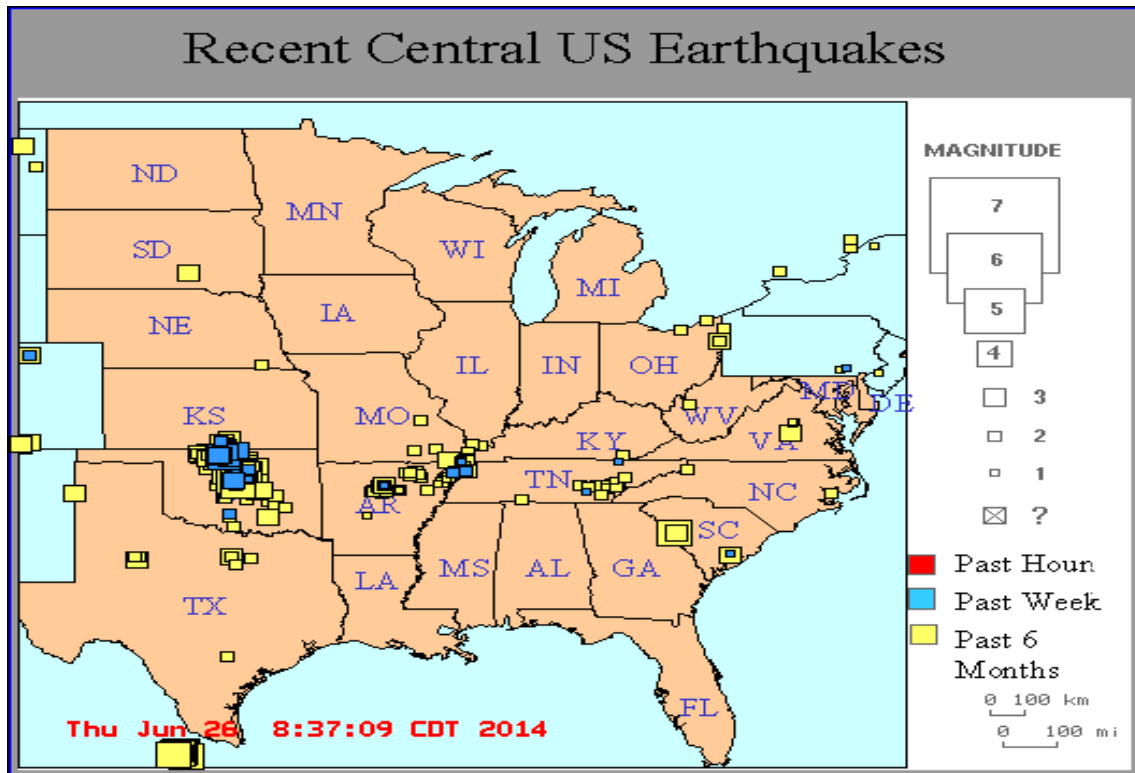 Recent Central US Earthquakes
MAGNITUDE
7
6
5
4
3
2
1
?
Past Houn
Past Week
Past 6
Months
0 100 km
0 100 mi
ND
MN
SD
WI
MI
NE
IA
IL
IN
OH
KS
MO
KY
WV
VA
MD
DE
TN
NC
AR
SC
MS
AL
GA
LA
TX
FL
Thu Jun 26 8:37:09 CDT 2014